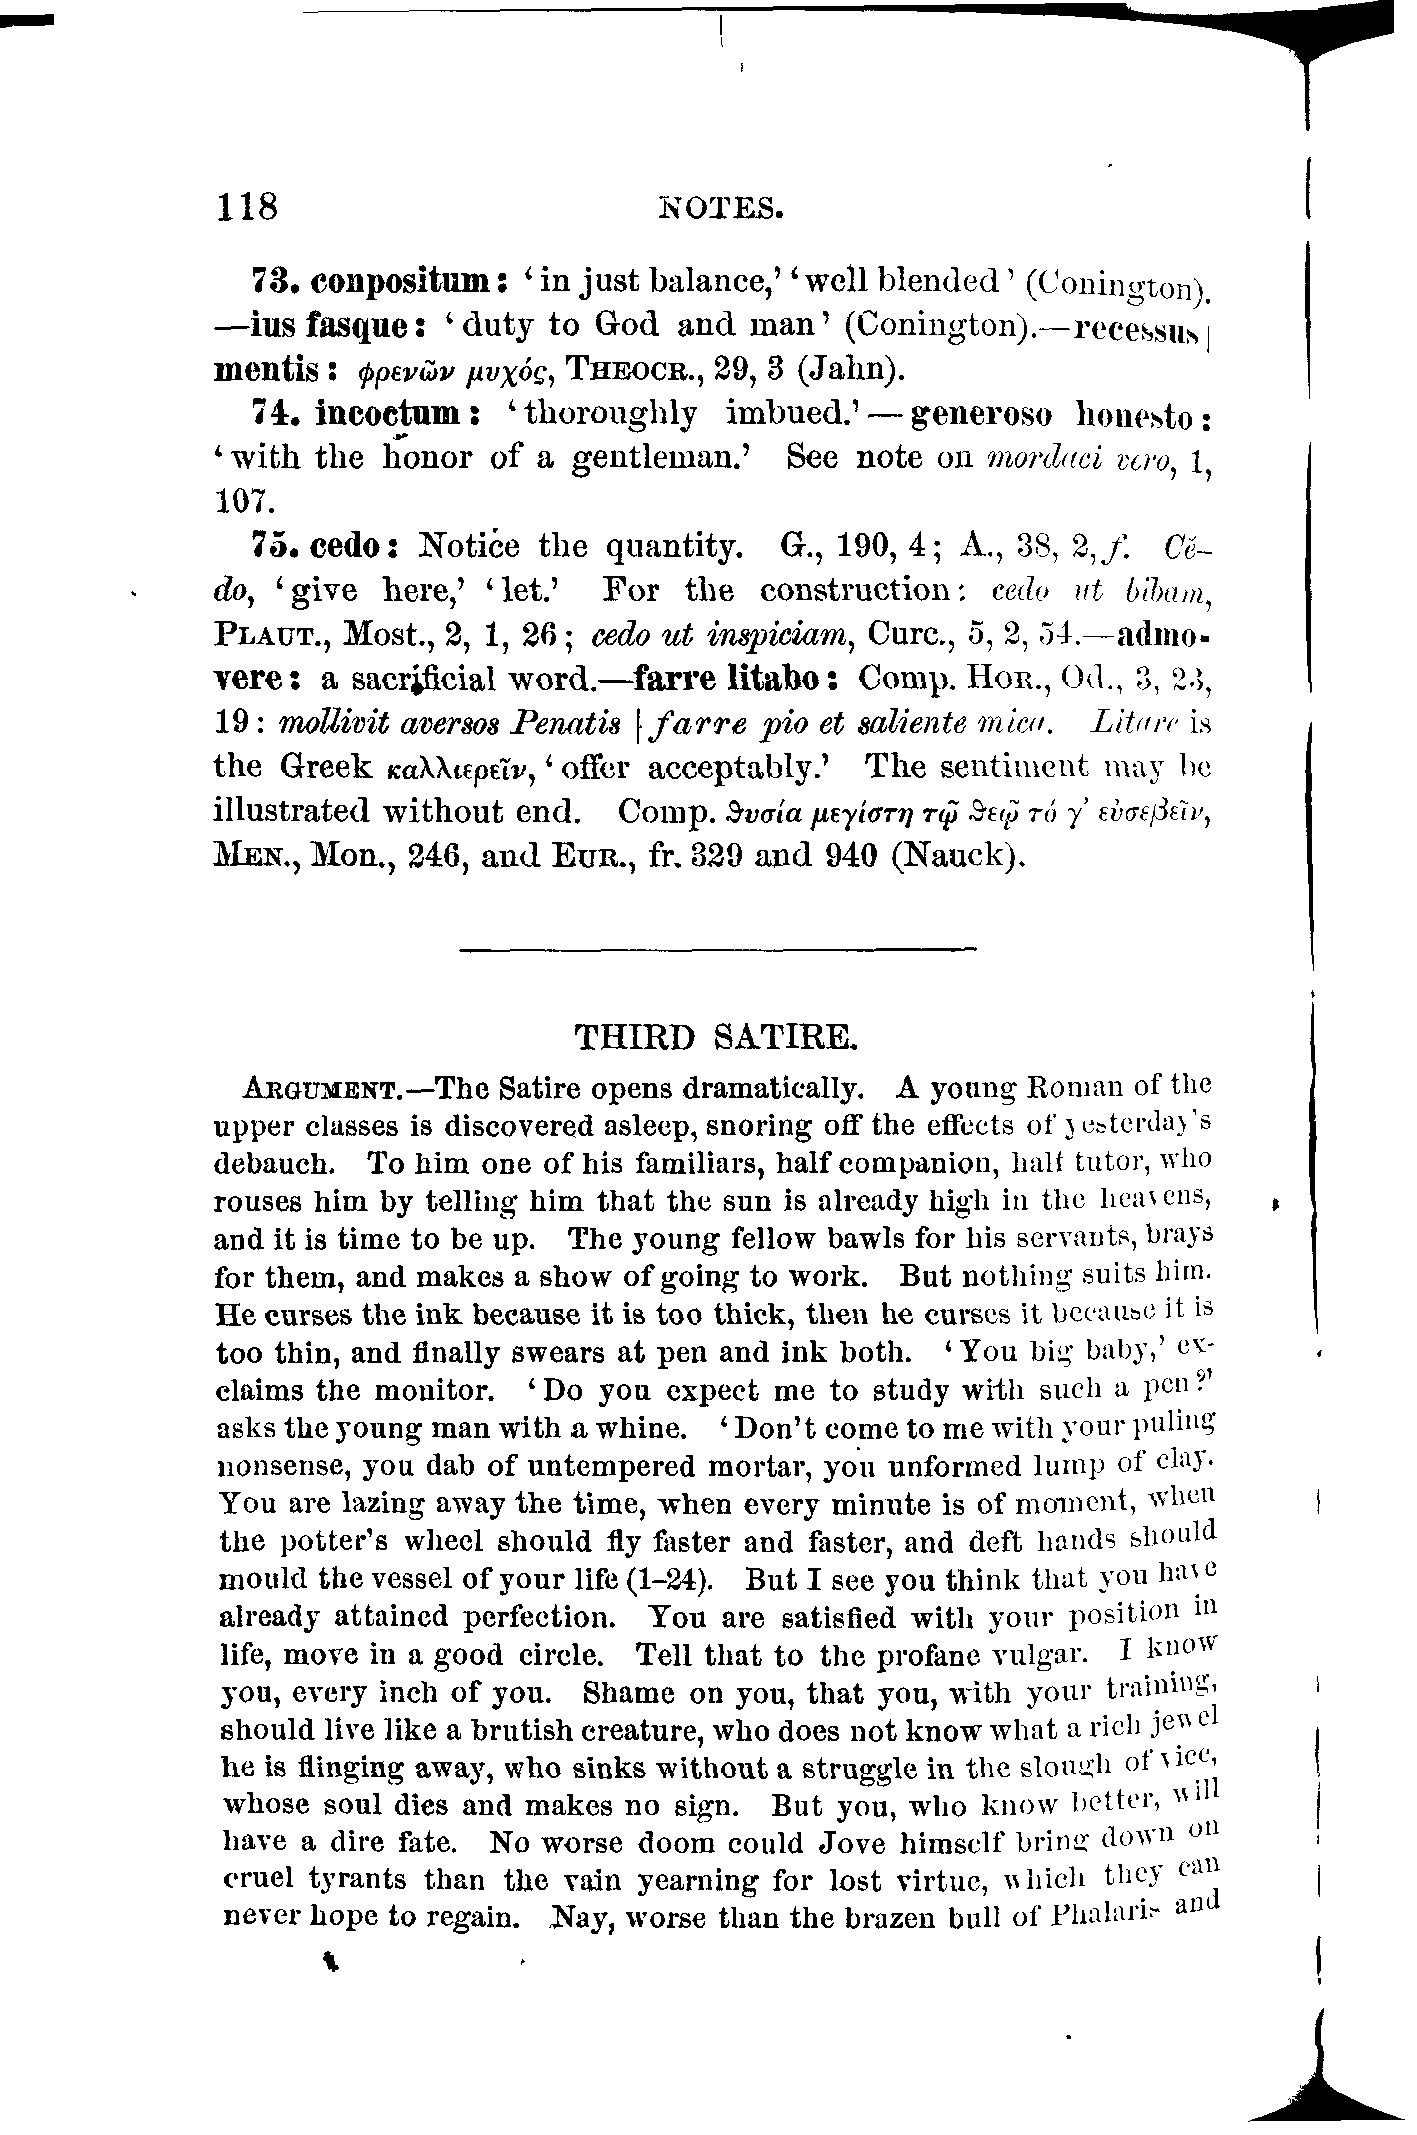 118 NOTES.
73. conpositum: ‘in just balance,’ ‘well blended’ (Conington).
—ius fasque: ‘duty to God and man’ (Conington).—recessus
mentis: φρενῶν μυχός, THEOCR., 29, 3 (Jahn).
74. incoctum: ‘thoroughly imbued.’—generoso honesto:
‘with the honor of a gentleman.’ See note on mordaci vero, 1,
107.
75. cedo: Notice the quantity. G., 190, 4; A., 38, 2, f. Cĕ-
do, ‘give here,’ ‘let.’ For the construction: cedo ut bibam,
PLAUT., Most., 2, 1, 26; cedo ut inspiciam, Curc., 5, 2, 54.—admo-
vere: a sacrificial word.—farre litabo: Comp. HOR., Od., 3, 23,
19: mollivit aversos Penatis | farre pio et saliente mica. Litare is
the Greek καλλιερεῖν, ‘offer acceptably.’ The sentiment may be
illustrated without end. Comp. ϑυσία μεγίστη τῷ ϑεῷ τό γ’ εὐσεβεῖν,
MEN., Mon., 246, and EUR., fr. 329 and 940 (Nauck).
THIRD SATIRE.
ARGUMENT.—The Satire opens dramatically. A young Roman of the
upper classes is discovered asleep, snoring off the effects of yesterday's
debauch. To him one of his familiars, half companion, half tutor, who
rouses him by telling him that the sun is already high in the heavens,
and it is time to be up. The young fellow bawls for his servants, brays
for them, and makes a show of going to work. But nothing suits him.
He curses the ink because it is too thick, then he curses it because it is
too thin, and finally swears at pen and ink both. ‘You big baby,’ ex-
claims the monitor. ‘Do you expect me to study with such a pen?’
asks the young man with a whine. ‘Don't come to me with your puling
nonsense, you dab of untempered mortar, you unformed lump of clay.
You are lazing away the time, when every minute is of moment, when
the potter's wheel should fly faster and faster, and deft hands should
mould the vessel of your life (1–24). But I see you think that you have
already attained perfection. You are satisfied with your position in
life, move in a good circle. Tell that to the profane vulgar. I know
you, every inch of you. Shame on you, that you, with your training,
should live like a brutish creature, who does not know what a rich jewel
he is flinging away, who sinks without a struggle in the slough of vice,
whose soul dies and makes no sign. But you, who know better, will
have a dire fate. No worse doom could Jove himself bring down on
cruel tyrants than the vain yearning for lost virtue, which they can
never hope to regain. Nay, worse than the brazen bull of Phalaris and